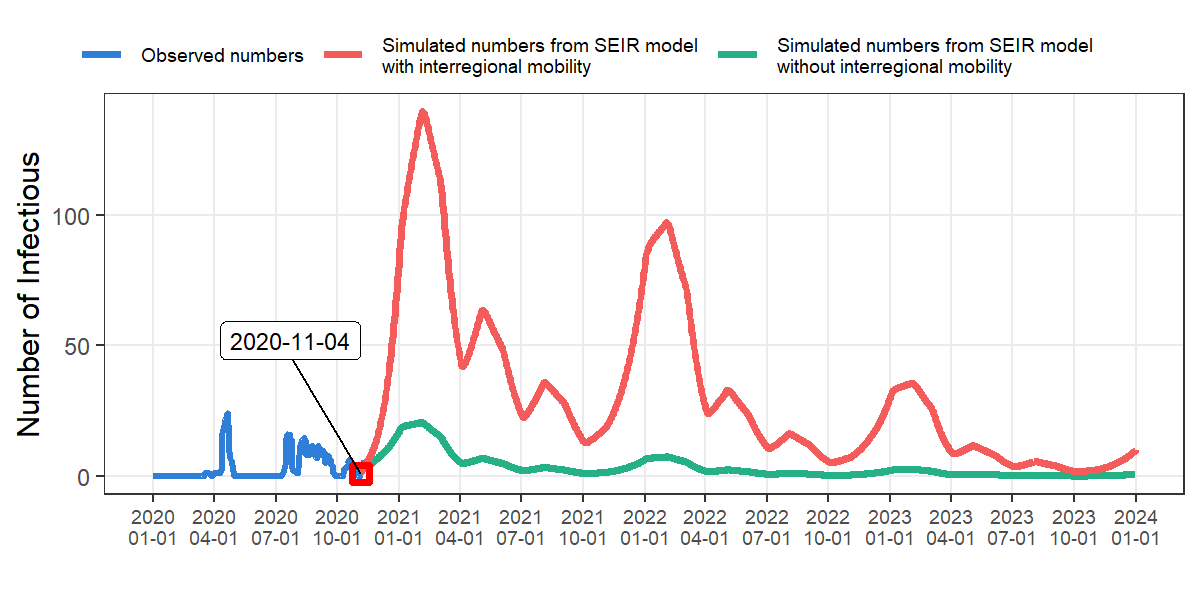 Observed numbers
Simulated numbers from SEIR model
with interregional mobility
Simulated numbers from SEIR model
without interregional mobility
Number of Infectious
100
50
0
2020-11-04
2020 2020 2020 2020 2021 2021 2021 2021 2022 2022 2022 2022 2023 2023 2023 2023 2024
01-01 04-01 07-01 10-01 01-01 04-01 07-01 10-01 01-01 04-01 07-01 10-01 01-01 04-01 07-01 10-01 01-01